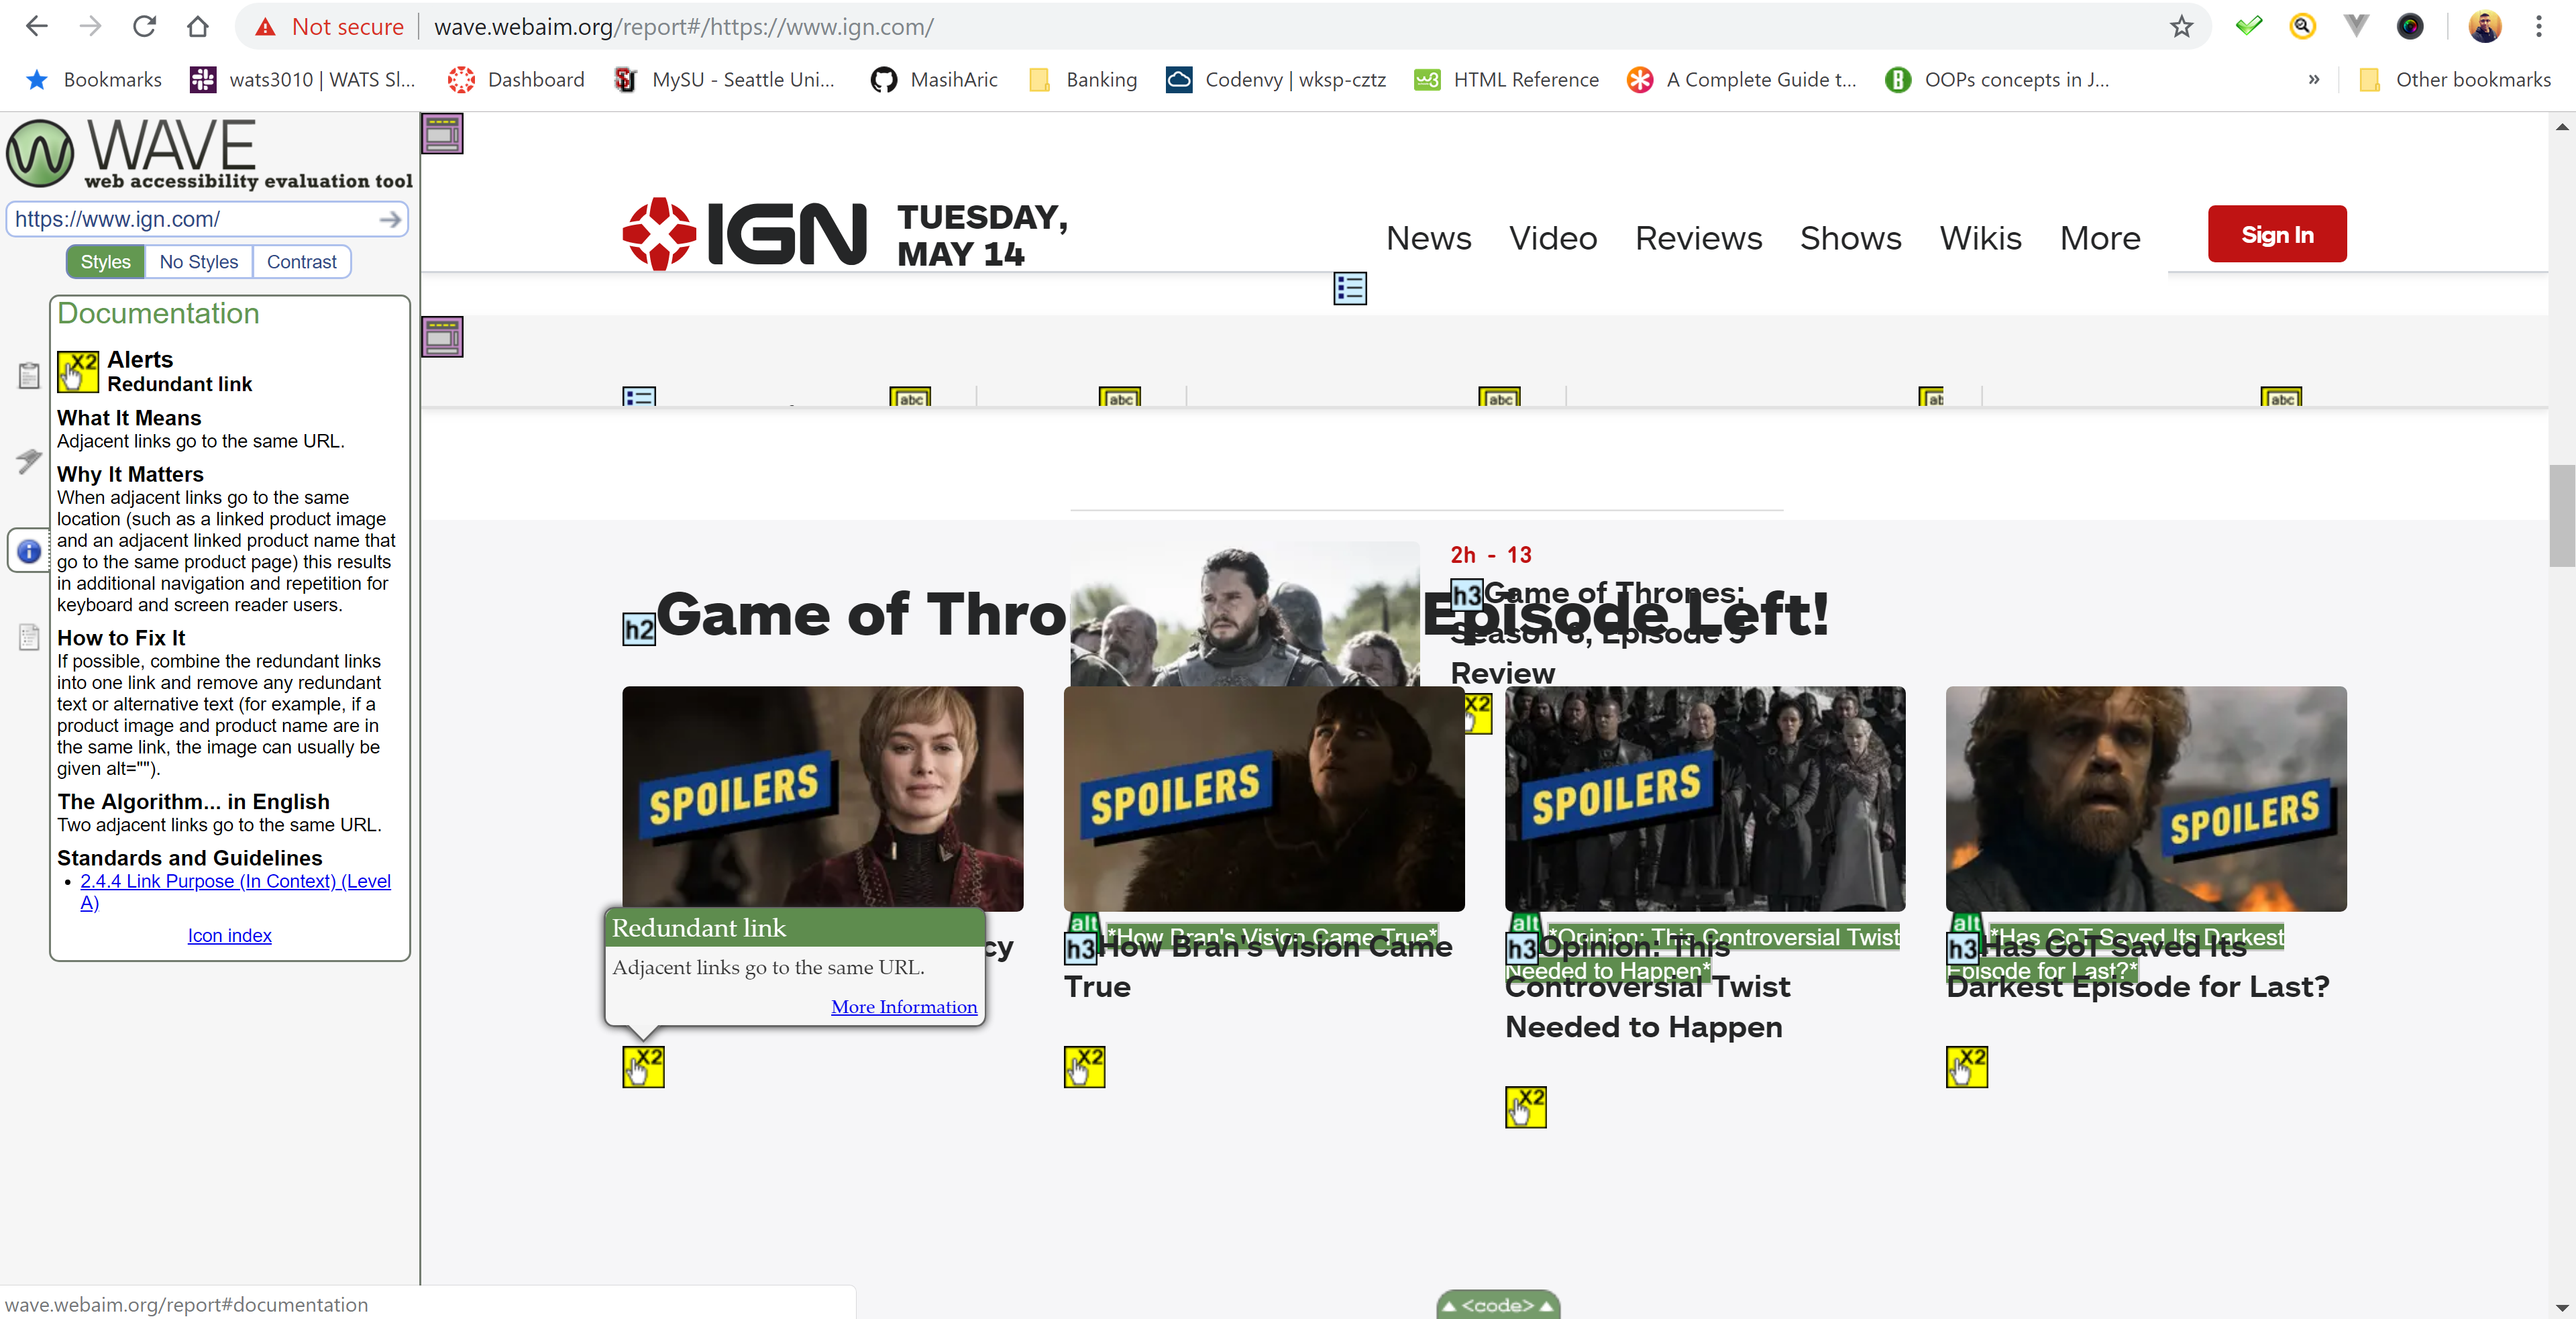 Not secure
wave.webaim.org/report#/https://www.ign.com/
Bookmarks
wats3010 | WATS Sl...
Dashboard
MySU - Seattle Uni...
MasihAric
Banking
Codenvy | wksp-cztz
HTML Reference
A Complete Guide t...
OOPs concepts in J...
»
Other bookmarks
WAVE
web accessibility evaluation tool
https://www.ign.com/
Styles
No Styles
Contrast
Documentation
X2
Alerts
Redundant link
What It Means
Adjacent links go to the same URL.
Why It Matters
When adjacent links go to the same
location (such as a linked product image
and an adjacent linked product name that
go to the same product page) this results
in additional navigation and repetition for
keyboard and screen reader users.
How to Fix It
If possible, combine the redundant links
into one link and remove any redundant
text or alternative text (for example, if a
product image and product name are in
the same link, the image can usually be
given alt="").
The Algorithm... in English
Two adjacent links go to the same URL.
Standards and Guidelines
• 2.4.4 Link Purpose (In Context) (Level
A)
Icon index
IGN
TUESDAY,
MAY 14
News
Video
Reviews
Shows
Wikis
More
Sign In
abc
abc
abc
abc
2h - 13
h3 Game of Thrones:
Season 8, Episode 5
Review
X2
h2 Game of Thro
Episode Left!
SPOILERS
SPOILERS
SPOILERS
SPOILERS
Redundant link
Adjacent links go to the same URL.
More Information
cy
X2
alt *How Bran's Vision Came True*
h3 How Bran's Vision Came
True
X2
alt *Opinion: This Controversial Twist
Needed to Happen*
h3 Opinion: This
Controversial Twist
Needed to Happen
X2
alt *Has GoT Saved Its Darkest
Episode for Last?*
h3 Has GoT Saved Its
Darkest Episode for Last?
X2
wave.webaim.org/report#documentation
<code>